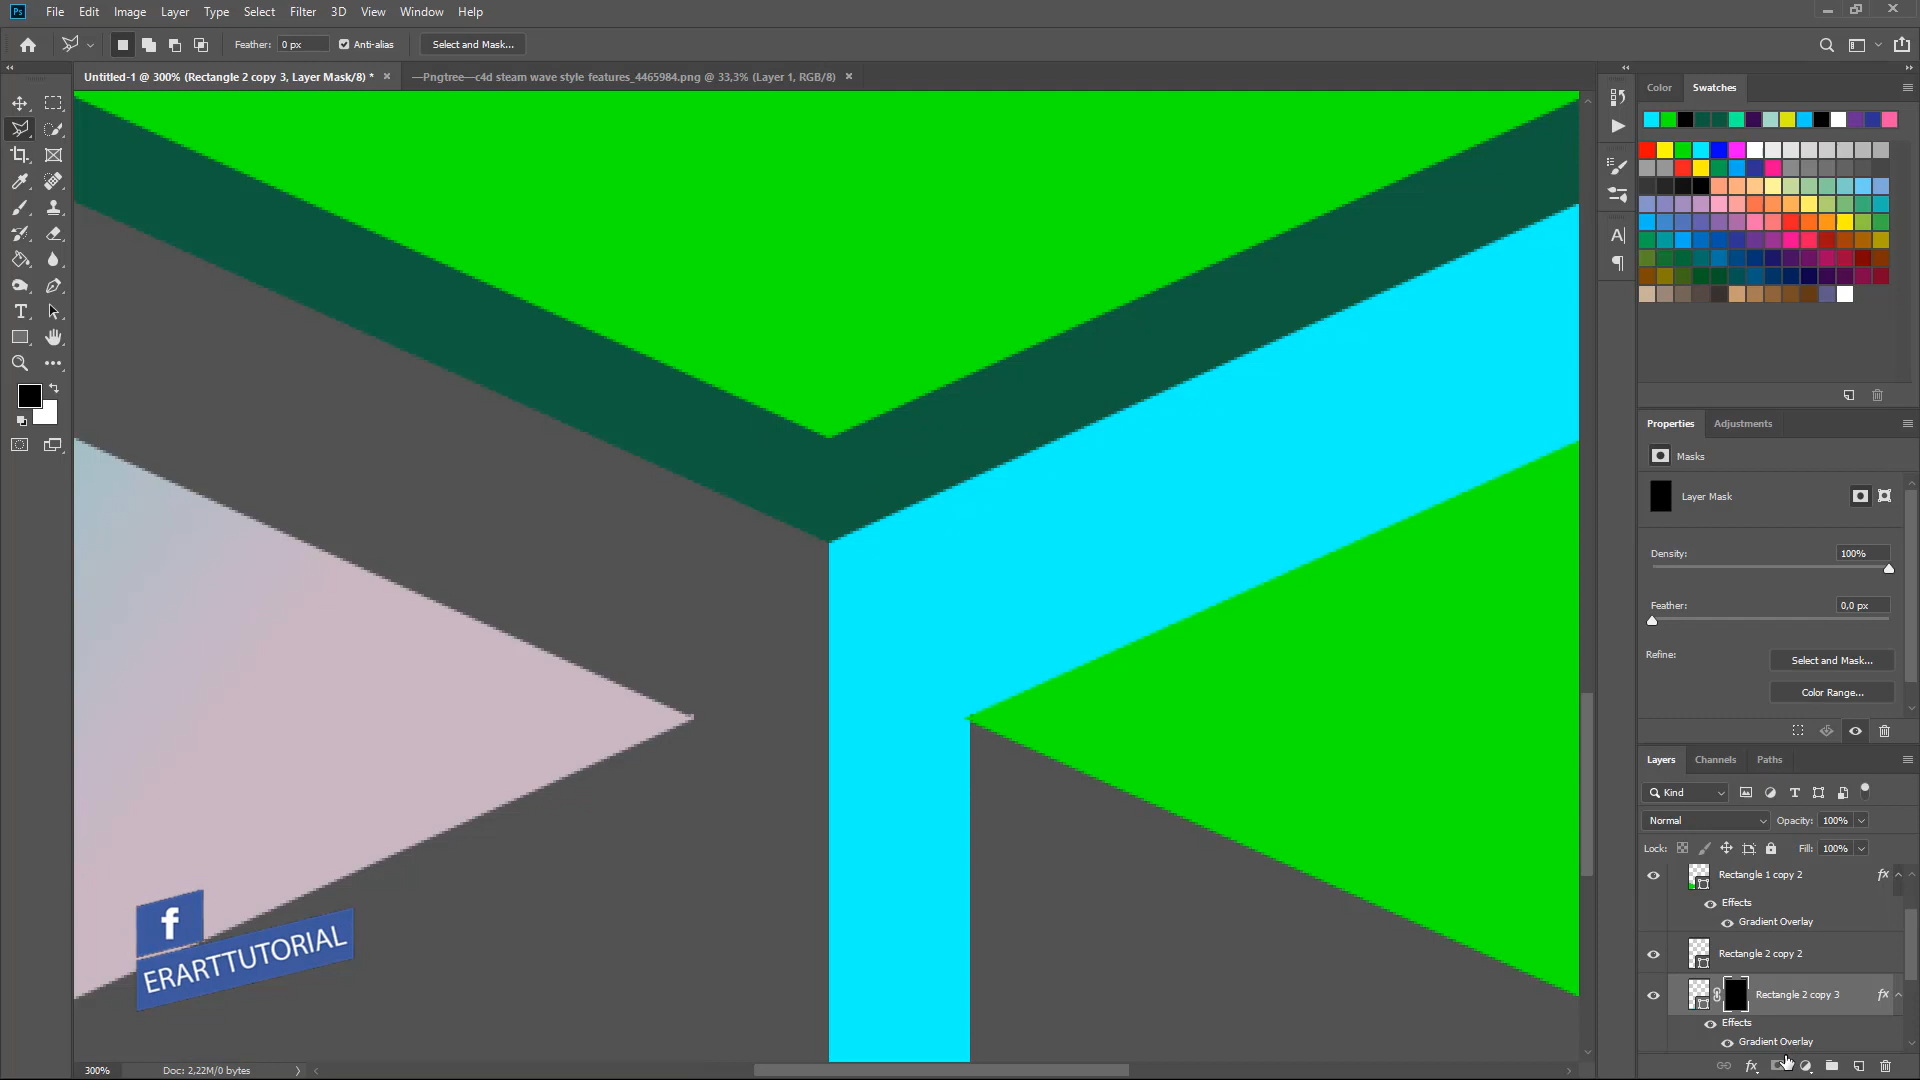 Ps File Edit Image Layer Type Select Filter 3D View Window Help
Feather: 0 px Anti-alias Select and Mask...
Untitled-1 @ 300% (Rectangle 2 copy 3, Layer Mask/8) * × —Pngtree—c4d steam wave style features_4465984.png @ 33,3% (Layer 1, RGB/8) ×
Color Swatches
Properties Adjustments
Masks
Layer Mask
Density: 100%
Feather: 0,0 px
Refine: Select and Mask...
Color Range...
Layers Channels Paths
Kind
Normal Opacity: 100%
Lock: Fill: 100%
Rectangle 1 copy 2 fx
Effects
Gradient Overlay
Rectangle 2 copy 2
Rectangle 2 copy 3 fx
Effects
Gradient Overlay
fx
f
ERARTTUTORIAL
300% Doc: 2,22M/0 bytes